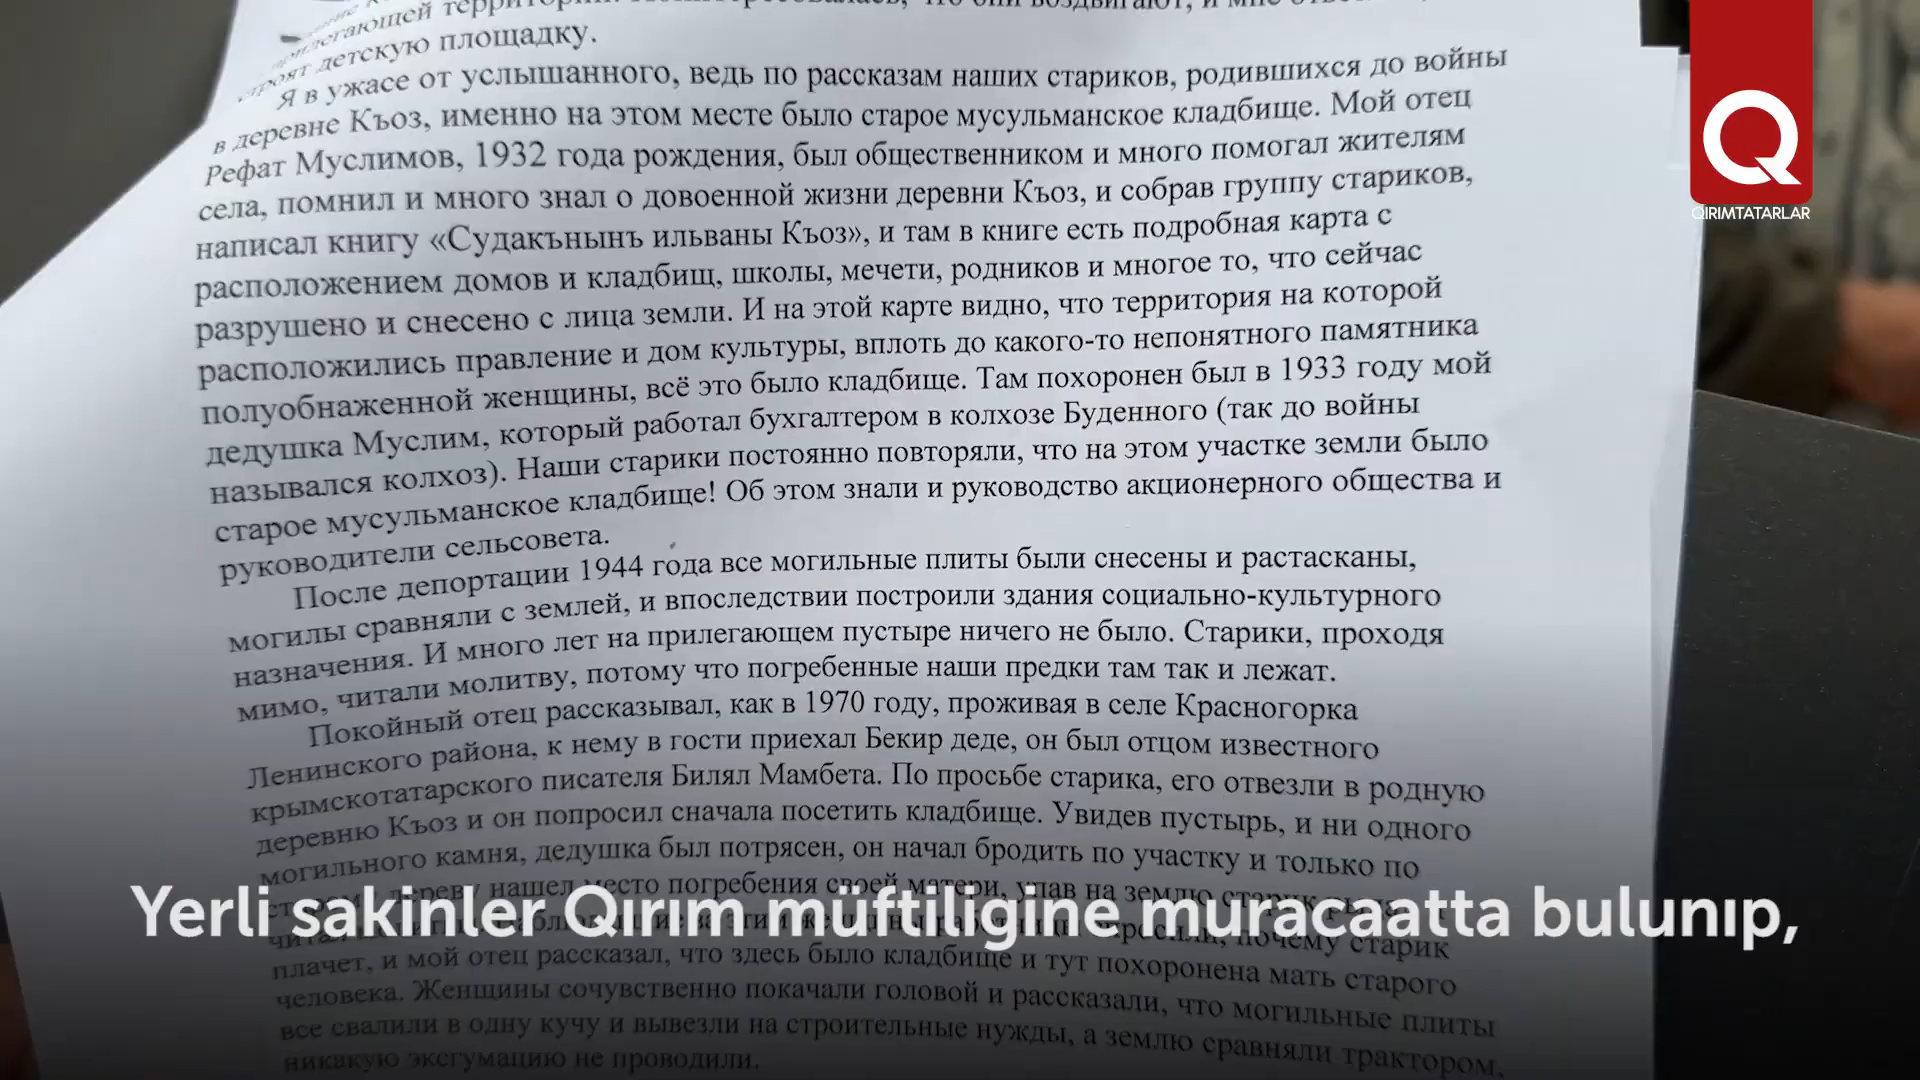 прилегающей территории.
строят детскую площадку.
Я в ужасе от услышанного, ведь по рассказам наших стариков, родившихся до войны
в деревне Къоз, именно на этом месте было старое мусульманское кладбище. Мой отец
Рефат Муслимов, 1932 года рождения, был общественником и много помогал жителям
села, помнил и много знал о довоенной жизни деревни Къоз, и собрав группу стариков,
написал книгу «Судакънынъ ильваны Къоз», и там в книге есть подробная карта с
расположением домов и кладбищ, школы, мечети, родников и многое то, что сейчас
разрушено и снесено с лица земли. И на этой карте видно, что территория на которой
расположились правление и дом культуры, вплоть до какого-то непонятного памятника
полуобнаженной женщины, всё это было кладбище. Там похоронен был в 1933 году мой
дедушка Муслим, который работал бухгалтером в колхозе Буденного (так до войны
назывался колхоз). Наши старики постоянно повторяли, что на этом участке земли было
старое мусульманское кладбище! Об этом знали и руководство акционерного общества и
руководители сельсовета.
После депортации 1944 года все могильные плиты были снесены и растасканы,
могилы сравняли с землей, и впоследствии построили здания социально-культурного
назначения. И много лет на прилегающем пустыре ничего не было. Старики, проходя
мимо, читали молитву, потому что погребенные наши предки там так и лежат.
Покойный отец рассказывал, как в 1970 году, проживая в селе Красногорка
Ленинского района, к нему в гости приехал Бекир деде, он был отцом известного
крымскотатарского писателя Билял Мамбета. По просьбе старика, его отвезли в родную
деревню Къоз и он попросил сначала посетить кладбище. Увидев пустырь, и ни одного
могильного камня, дедушка был потрясен, он начал бродить по участку и только по
дереву нашел место погребения своей матери, упав на землю старик
почему старик
плачет, и мой отец рассказал, что здесь было кладбище и тут похоронена мать старого
человека. Женщины сочувственно покачали головой и рассказали, что могильные плиты
все свалили в одну кучу и вывезли на строительные нужды, а землю сравняли трактором,
никакую эксгумацию не проводили.
QIRIMTATARLAR
Yerli sakinler Qırım müftiligine muracaatta bulunıp,